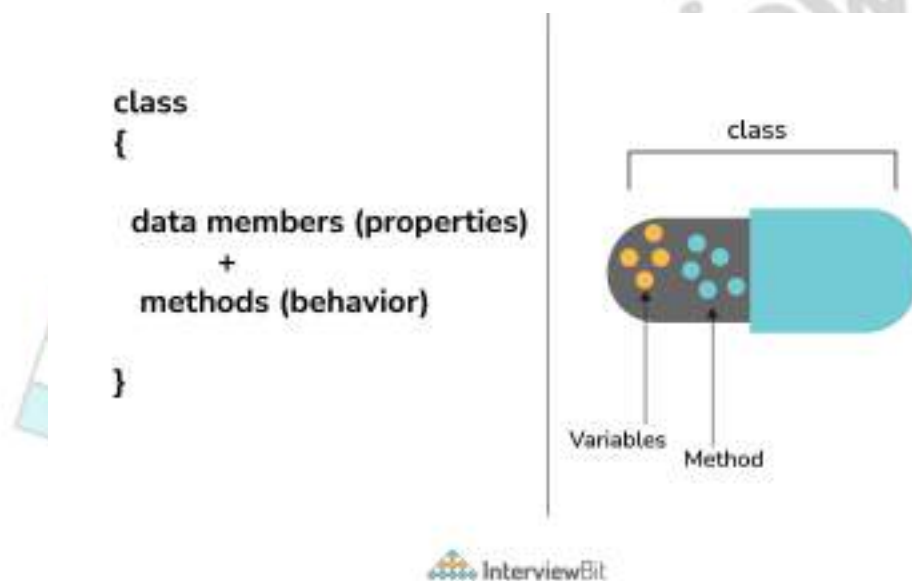 class
{
data members (properties)
+
methods (behavior)
}
class
Variables
Method
InterviewBit